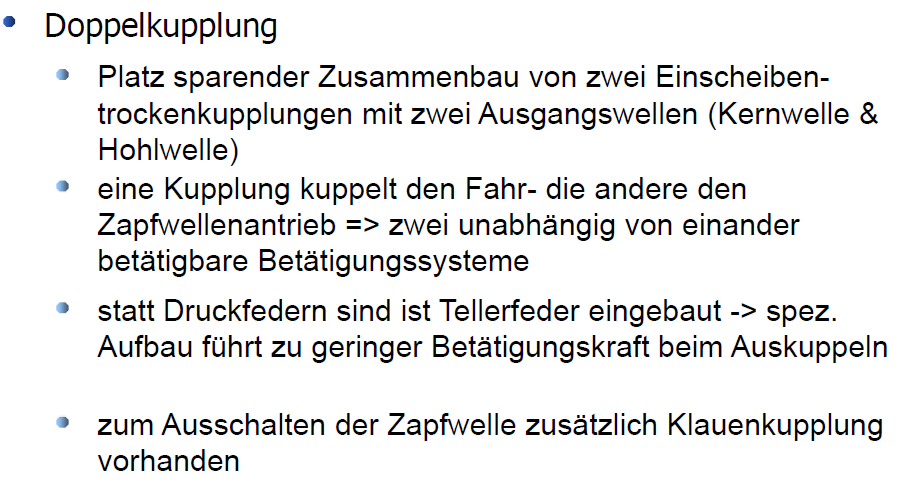 Doppelkupplung
Platz sparender Zusammenbau von zwei Einscheiben-
trockenkupplungen mit zwei Ausgangswellen (Kernwelle &
Hohlwelle)
eine Kupplung kuppelt den Fahr- die andere den
Zapfwellenantrieb => zwei unabhängig von einander
betätigbare Betätigungssysteme
statt Druckfedern sind ist Tellerfeder eingebaut -> spez.
Aufbau führt zu geringer Betätigungskraft beim Auskuppeln
zum Ausschalten der Zapfwelle zusätzlich Klauenkupplung
vorhanden